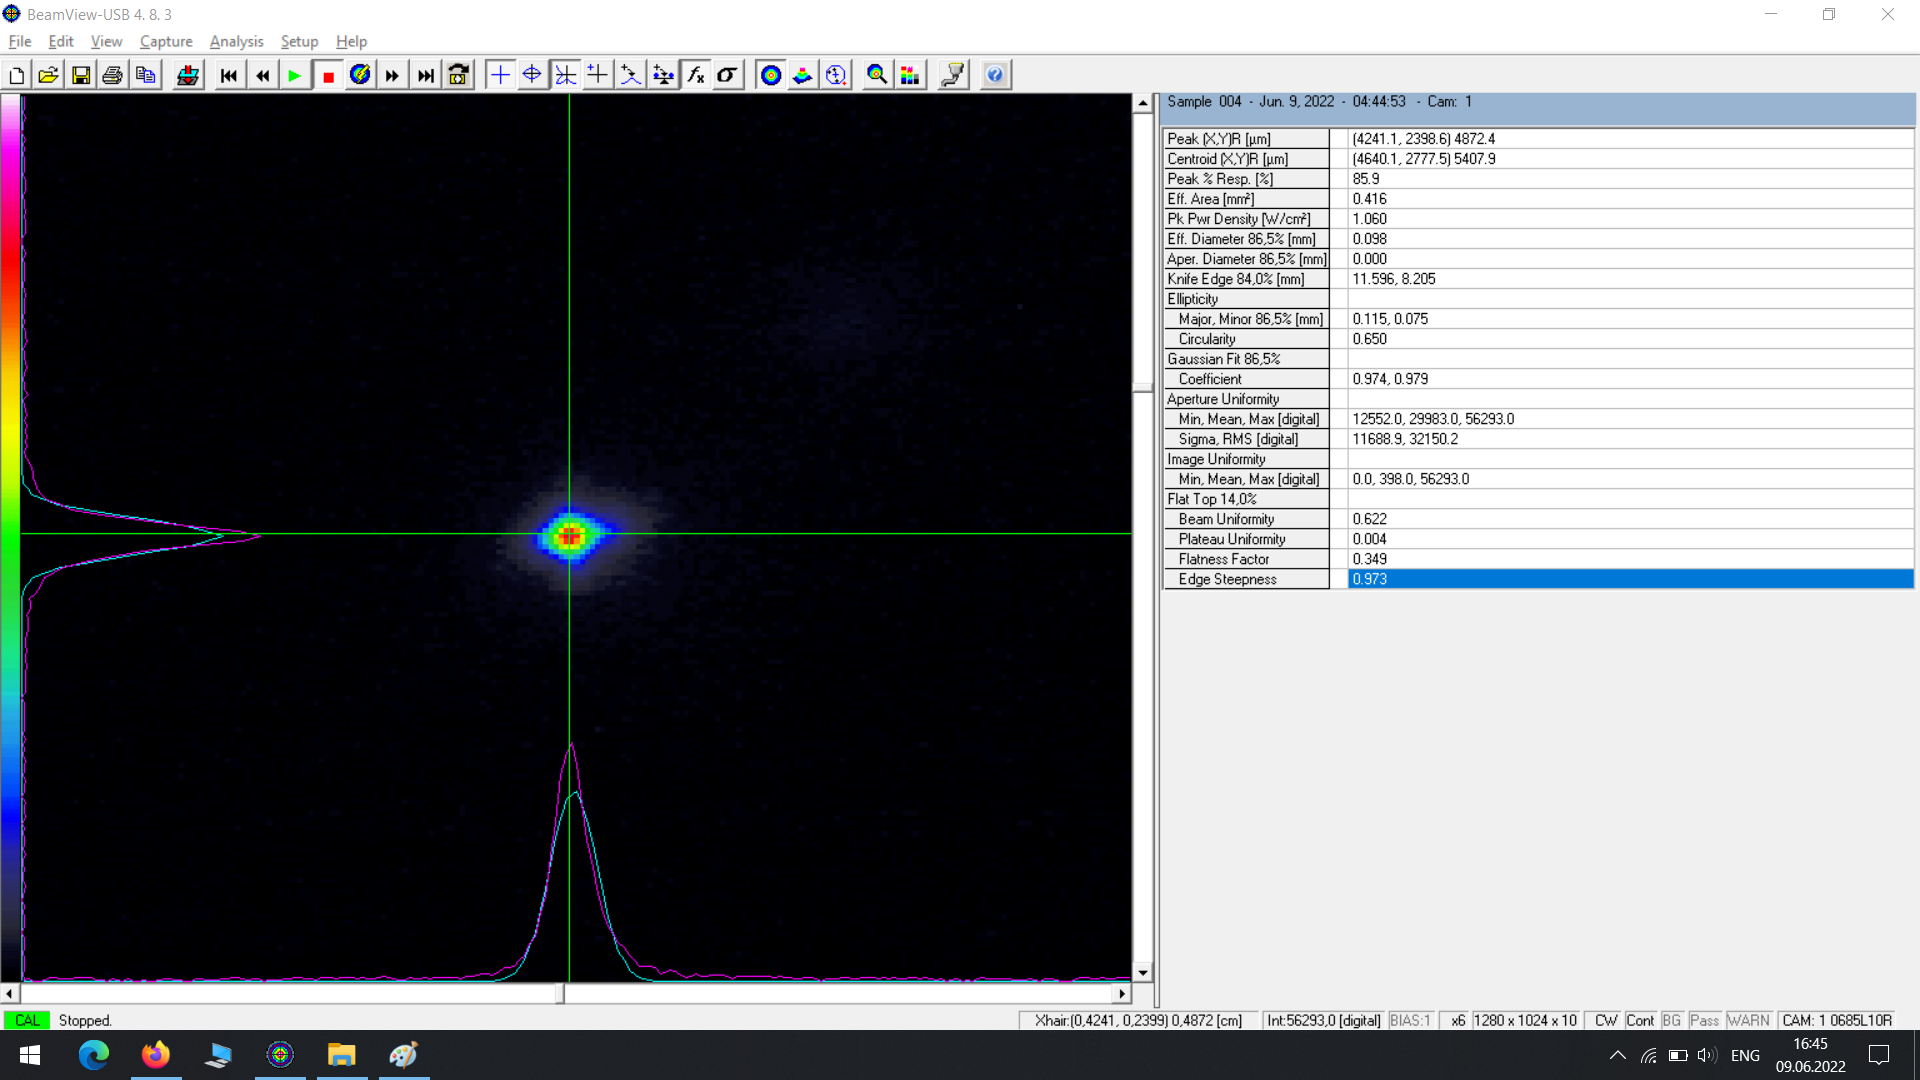 BeamView-USB 4. 8. 3
File Edit View Capture Analysis Setup Help
Sample 004 - Jun. 9, 2022 - 04:44:53 - Cam: 1
Peak (X,Y)R [µm] (4241.1, 2398.6) 4872.4
Centroid (X,Y)R [µm] (4640.1, 2777.5) 5407.9
Peak % Resp. [%] 85.9
Eff. Area [mm²] 0.416
Pk Pwr Density [W/cm²] 1.060
Eff. Diameter 86,5% [mm] 0.098
Aper. Diameter 86,5% [mm] 0.000
Knife Edge 84,0% [mm] 11.596, 8.205
Ellipticity
Major, Minor 86,5% [mm] 0.115, 0.075
Circularity 0.650
Gaussian Fit 86,5%
Coefficient 0.974, 0.979
Aperture Uniformity
Min, Mean, Max [digital] 12552.0, 29983.0, 56293.0
Sigma, RMS [digital] 11688.9, 32150.2
Image Uniformity
Min, Mean, Max [digital] 0.0, 398.0, 56293.0
Flat Top 14,0%
Beam Uniformity 0.622
Plateau Uniformity 0.004
Flatness Factor 0.349
Edge Steepness 0.973
CAL Stopped. Xhair:(0,4241, 0,2399) 0,4872 [cm] Int:56293,0 [digital] BIAS:1 x6 1280 x 1024 x 10 CW Cont BG Pass WARN CAM: 1 0685L10R
ENG 16:45
09.06.2022